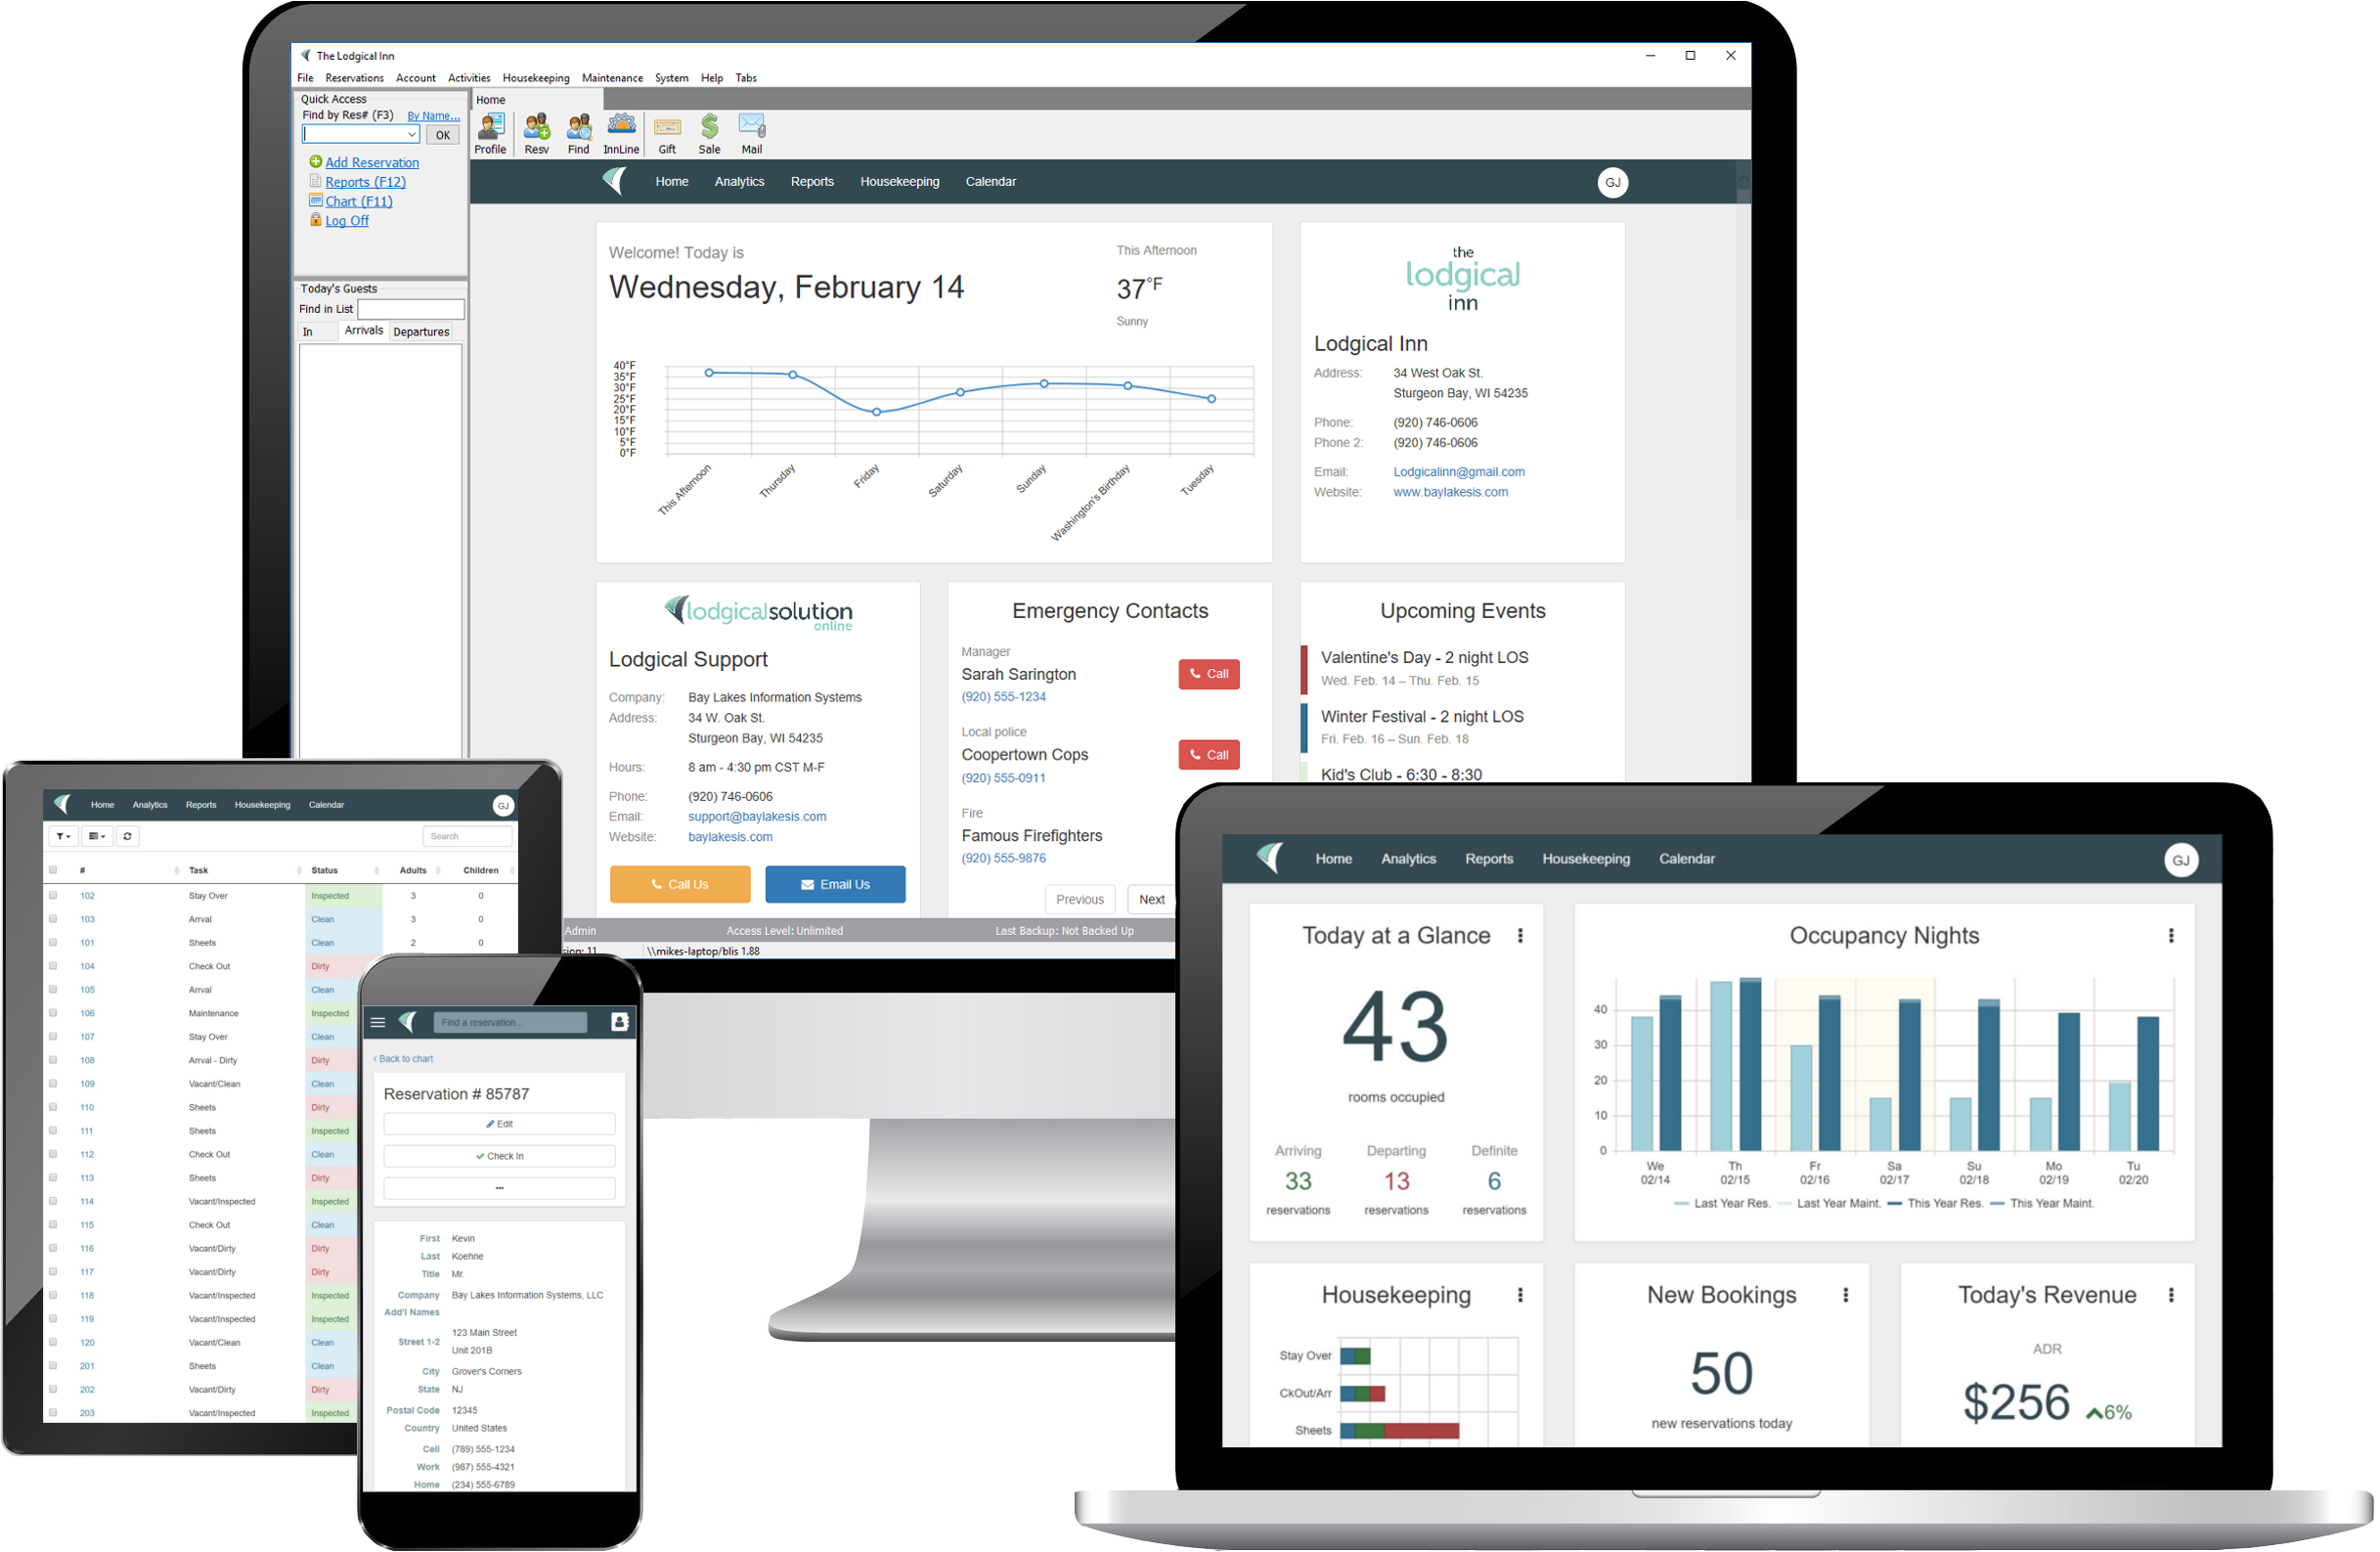 The Lodgical Inn
File Reservations Account Activities Housekeeping Maintenance System Help Tabs
Quick Access
Find by Res# (F3) By Name...
OK
Add Reservation
Reports (F12)
Chart (F11)
Log Off
Today's Guests
Find in List
In Arrivals Departures
Home
Profile Resv Find InnLine Gift Sale Mail
Home Analytics Reports Housekeeping Calendar GJ
Welcome! Today is
Wednesday, February 14
This Afternoon
37°F
Sunny
40°F
35°F
30°F
25°F
20°F
15°F
10°F
5°F
0°F
This Afternoon Thursday Friday Saturday Sunday Washington's Birthday Tuesday
the
lodgical
inn
Lodgical Inn
Address: 34 West Oak St.
Sturgeon Bay, WI 54235
Phone: (920) 746-0606
Phone 2: (920) 746-0606
Email: Lodgicalinn@gmail.com
Website: www.baylakesis.com
lodgicalsolution
online
Lodgical Support
Company: Bay Lakes Information Systems
Address: 34 W. Oak St.
Sturgeon Bay, WI 54235
Hours: 8 am - 4:30 pm CST M-F
Phone: (920) 746-0606
Email: support@baylakesis.com
Website: baylakesis.com
Call Us Email Us
Emergency Contacts
Manager
Sarah Sarington
(920) 555-1234
Call
Local police
Coopertown Cops
(920) 555-0911
Call
Fire
Famous Firefighters
(920) 555-9876
Previous Next
Upcoming Events
Valentine's Day - 2 night LOS
Wed. Feb. 14 – Thu. Feb. 15
Winter Festival - 2 night LOS
Fri. Feb. 16 – Sun. Feb. 18
Kid's Club - 6:30 - 8:30
Admin Access Level: Unlimited Last Backup: Not Backed Up
sion: 11 \\mikes-laptop/blis 1.88
Home Analytics Reports Housekeeping Calendar GJ
Search
# Task Status Adults Children
102 Stay Over Inspected 3 0
103 Arrval Clean 3 0
101 Sheets Clean 2 0
104 Check Out Dirty
105 Arrval Clean
106 Maintenance Inspected
107 Stay Over Clean
108 Arrval - Dirty Dirty
109 Vacant/Clean Clean
110 Sheets Dirty
111 Sheets Inspected
112 Check Out Clean
113 Sheets Dirty
114 Vacant/Inspected Inspected
115 Check Out Clean
116 Vacant/Dirty Dirty
117 Vacant/Dirty Dirty
118 Vacant/Inspected Inspected
119 Vacant/Inspected Inspected
120 Vacant/Clean Clean
201 Sheets Clean
202 Vacant/Dirty Dirty
203 Vacant/Inspected Inspected
Find a reservation...
‹ Back to chart
Reservation # 85787
Edit
Check In
...
First Kevin
Last Koehne
Title Mr.
Company Bay Lakes Information Systems, LLC
Add'l Names
Street 1-2 123 Main Street
Unit 201B
City Grover's Corners
State NJ
Postal Code 12345
Country United States
Cell (789) 555-1234
Work (987) 555-4321
Home (234) 555-6789
Home Analytics Reports Housekeeping Calendar GJ
Today at a Glance
43
rooms occupied
Arriving Departing Definite
33 13 6
reservations reservations reservations
Occupancy Nights
40
30
20
10
0
We Th Fr Sa Su Mo Tu
02/14 02/15 02/16 02/17 02/18 02/19 02/20
Last Year Res. Last Year Maint. This Year Res. This Year Maint.
Housekeeping
Stay Over
CkOut/Arr
Sheets
New Bookings
50
new reservations today
Today's Revenue
ADR
$256 6%